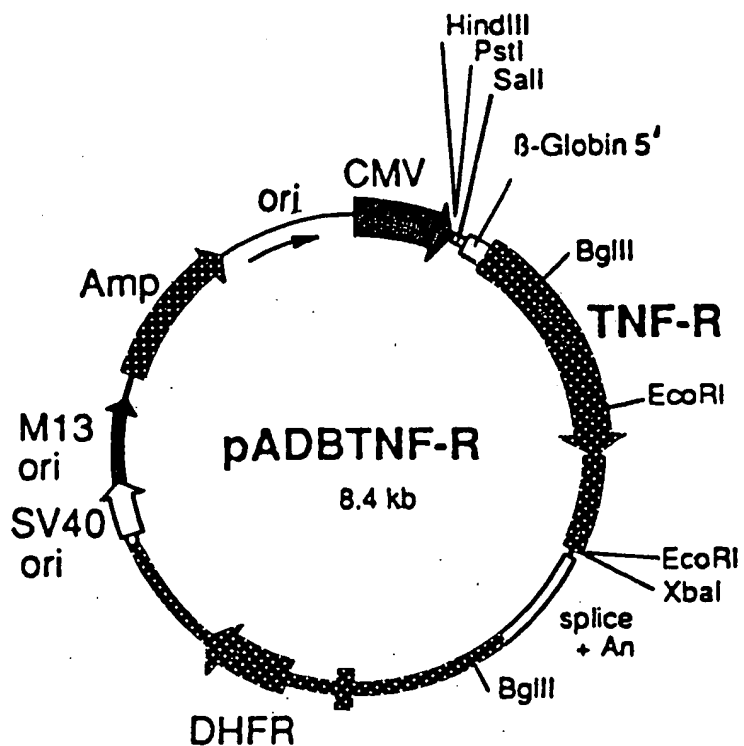 HindIII
PstI
SalI
ß-Globin 5'
CMV
ori
BglII
Amp
TNF-R
EcoRI
M13
ori
pADBTNF-R
8.4 kb
SV40
ori
EcoRI
XbaI
splice
+ An
BglII
DHFR